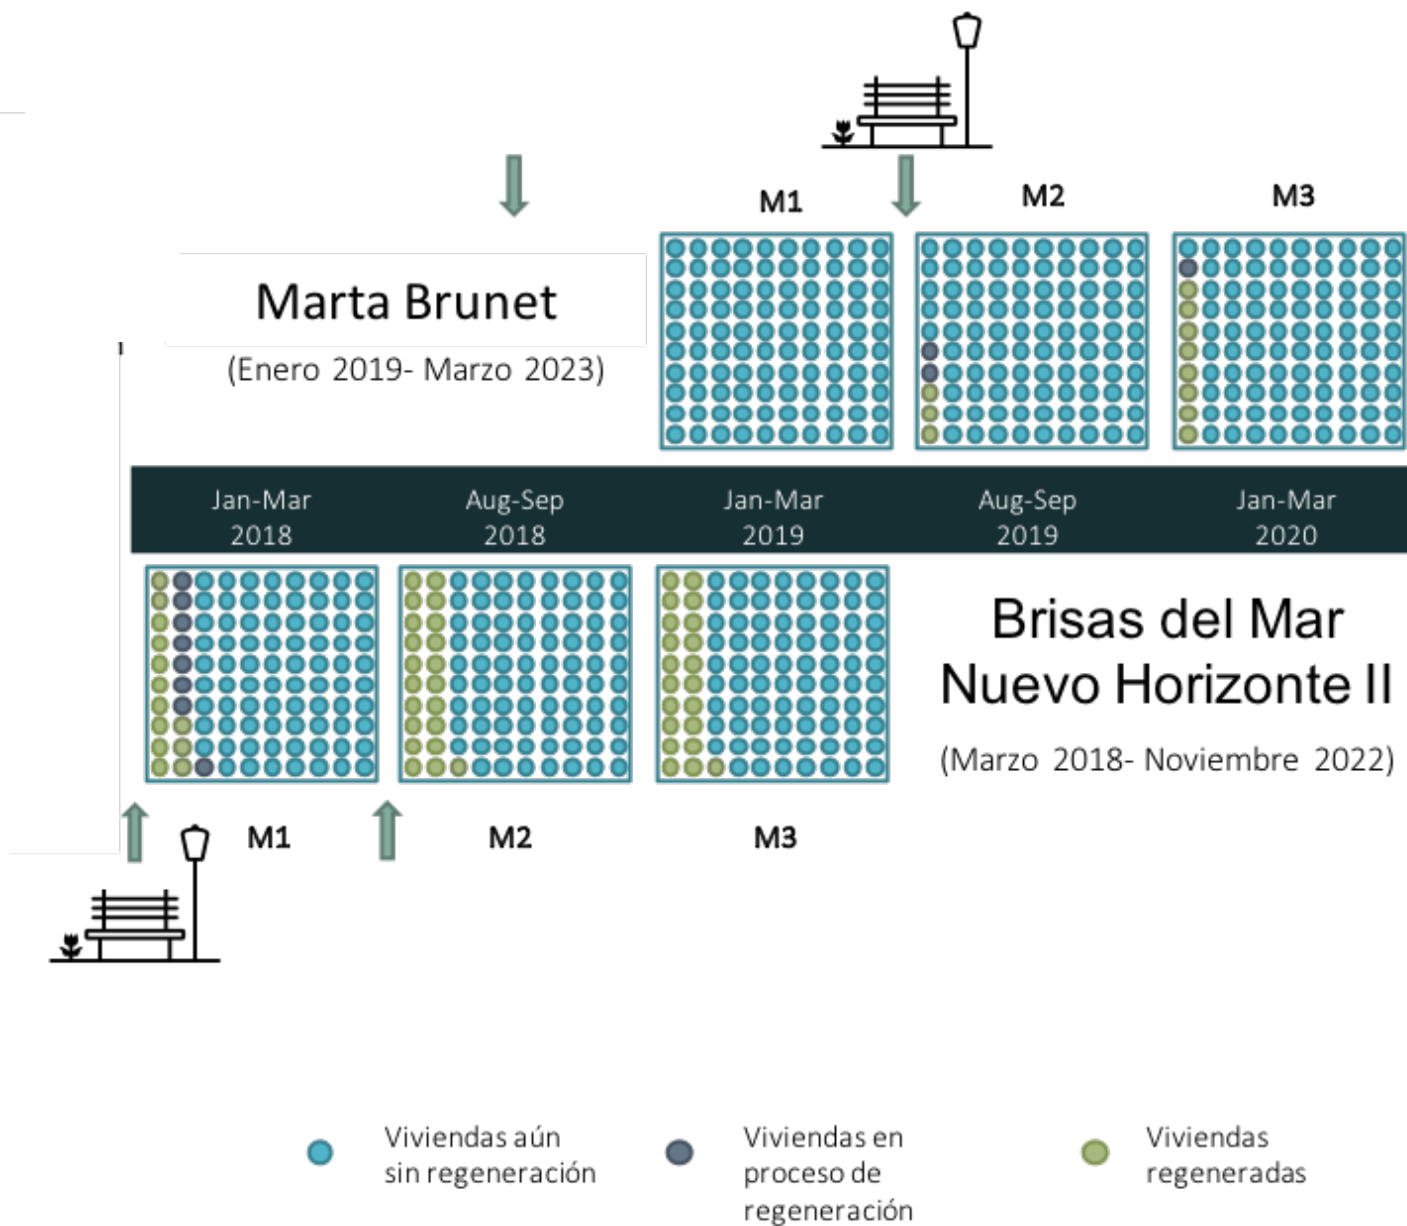 M1
M2
M3
Marta Brunet
(Enero 2019- Marzo 2023)
Jan-Mar
2018
Aug-Sep
2018
Jan-Mar
2019
Aug-Sep
2019
Jan-Mar
2020
Brisas del Mar
Nuevo Horizonte II
(Marzo 2018- Noviembre 2022)
M1
M2
M3
Viviendas aún
sin regeneración
Viviendas en
proceso de
regeneración
Viviendas
regeneradas